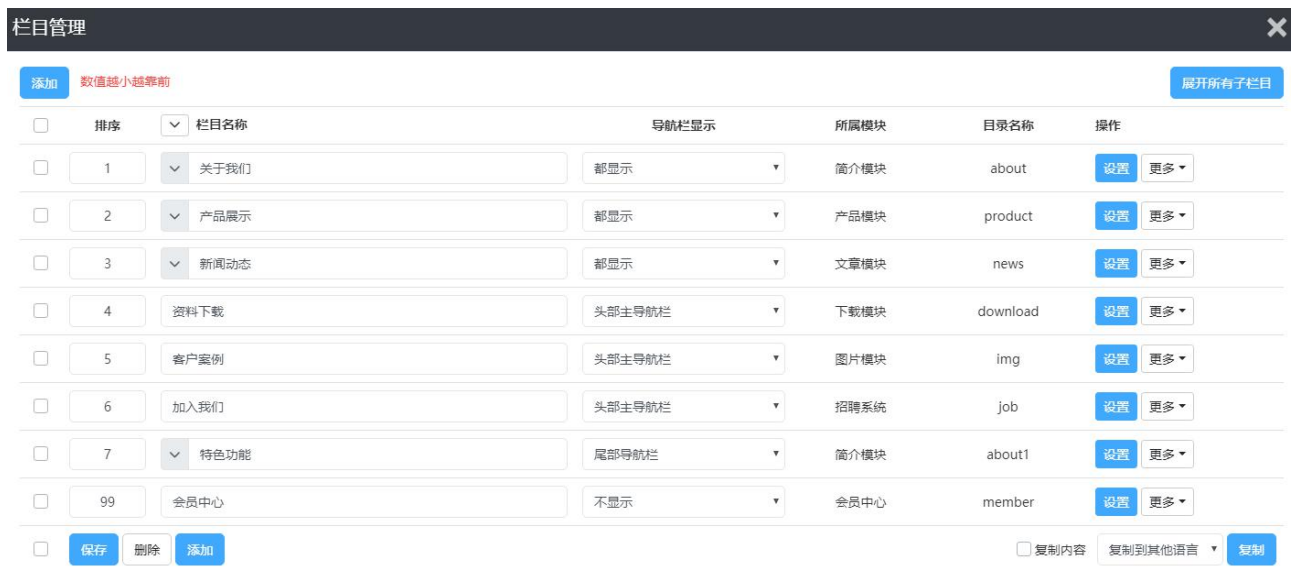 栏目管理
添加 数值越小越靠前 展开所有子栏目
排序 栏目名称 导航栏显示 所属模块 目录名称 操作
1 关于我们 都显示 简介模块 about 设置 更多
2 产品展示 都显示 产品模块 product 设置 更多
3 新闻动态 都显示 文章模块 news 设置 更多
4 资料下载 头部主导航栏 下载模块 download 设置 更多
5 客户案例 头部主导航栏 图片模块 img 设置 更多
6 加入我们 头部主导航栏 招聘系统 job 设置 更多
7 特色功能 尾部导航栏 简介模块 about1 设置 更多
99 会员中心 不显示 会员中心 member 设置 更多
保存 删除 添加 复制内容 复制到其他语言 复制